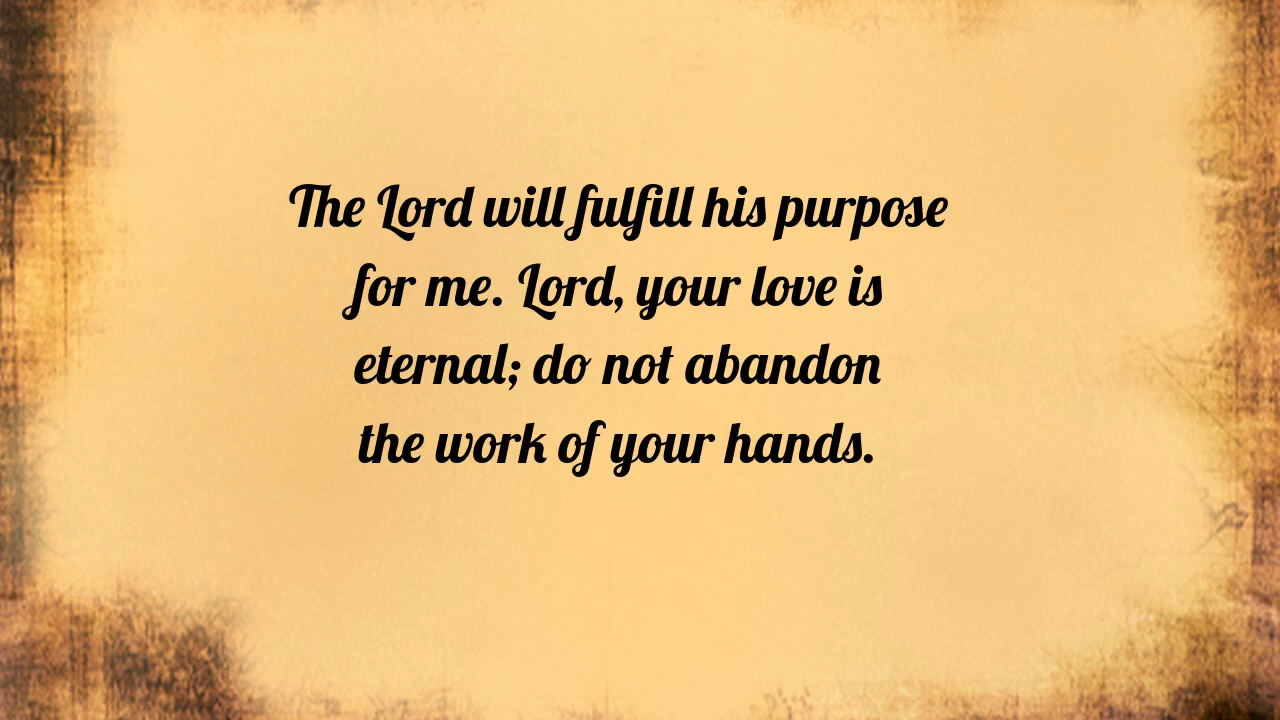 The Lord will fulfill his purpose
for me. Lord, your love is
eternal; do not abandon
the work of your hands.